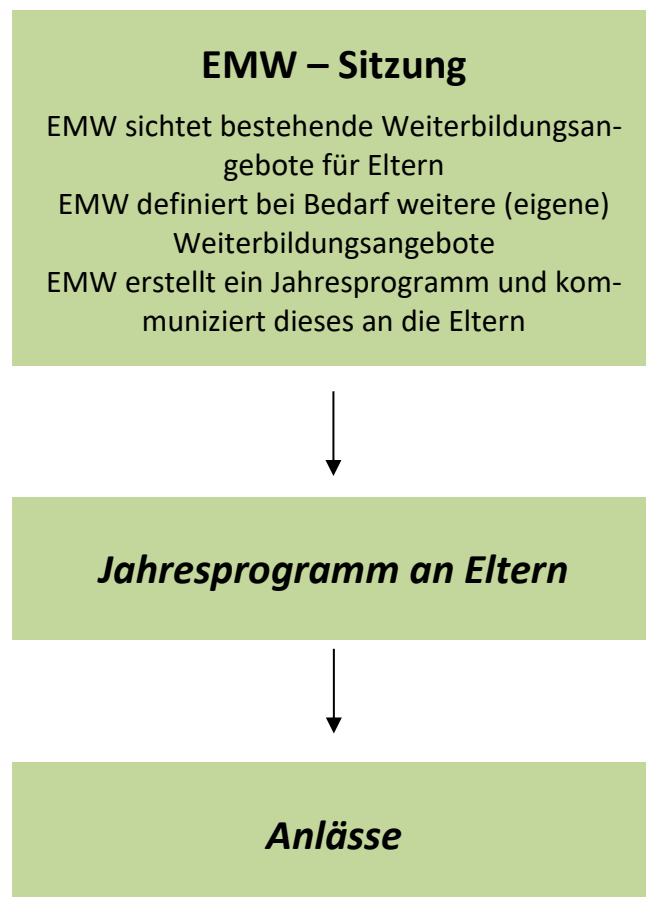 EMW – Sitzung
EMW sichtet bestehende Weiterbildungsan-
gebote für Eltern
EMW definiert bei Bedarf weitere (eigene)
Weiterbildungsangebote
EMW erstellt ein Jahresprogramm und kom-
muniziert dieses an die Eltern
Jahresprogramm an Eltern
Anlässe